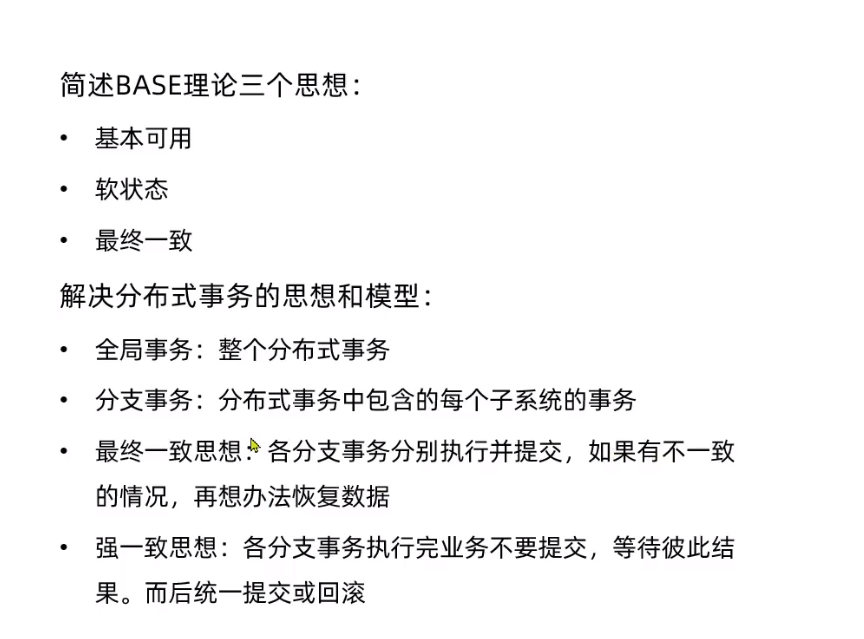 简述BASE理论三个思想：
• 基本可用
• 软状态
• 最终一致
解决分布式事务的思想和模型：
• 全局事务：整个分布式事务
• 分支事务：分布式事务中包含的每个子系统的事务
• 最终一致思想：各分支事务分别执行并提交，如果有不一致
的情况，再想办法恢复数据
• 强一致思想：各分支事务执行完业务不要提交，等待彼此结
果。而后统一提交或回滚